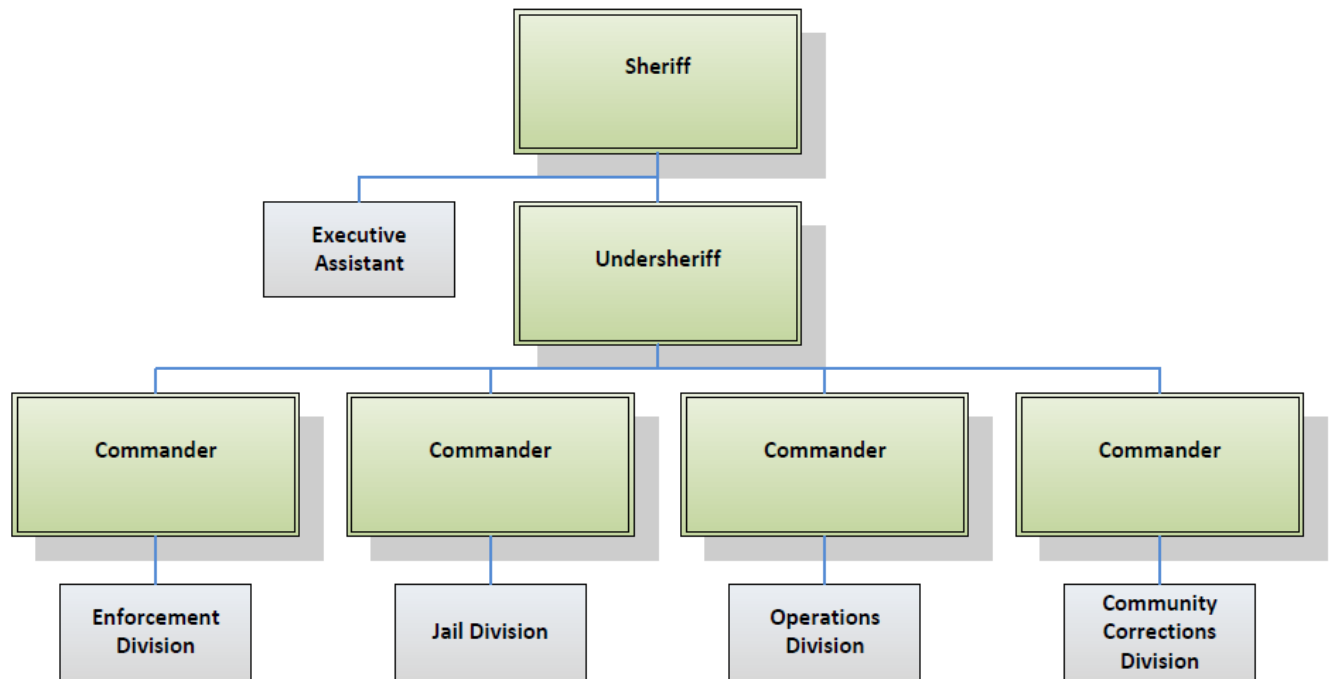 Sheriff
Executive
Assistant
Undersheriff
Commander
Commander
Commander
Commander
Enforcement
Division
Jail Division
Operations
Division
Community
Corrections
Division